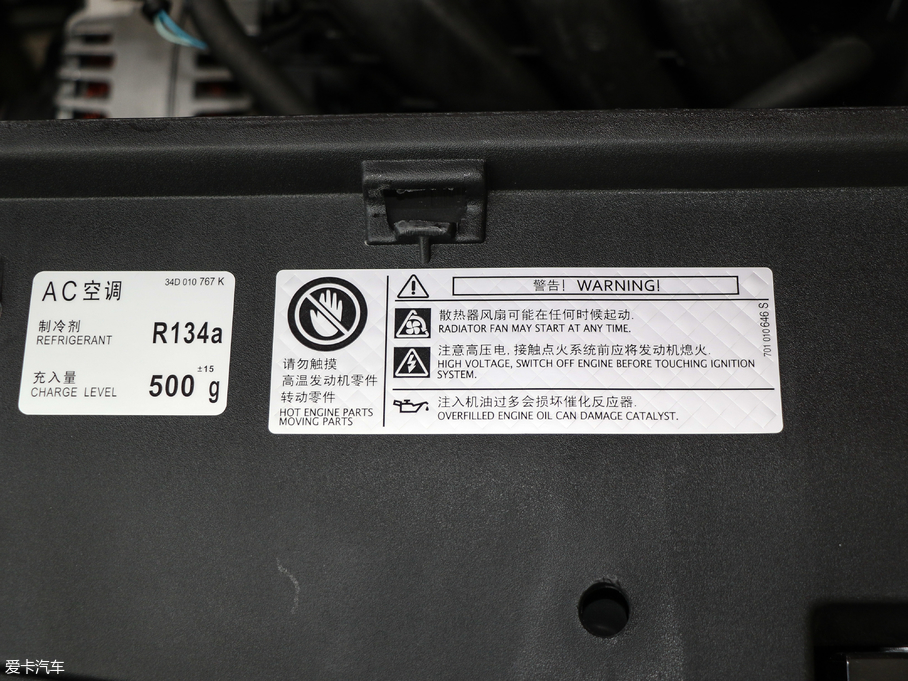 34D 010 767 K
AC空调
制冷剂
REFRIGERANT
R134a
充入量
CHARGE LEVEL
±15
500 g
请勿触摸
高温发动机零件
转动零件
HOT ENGINE PARTS
MOVING PARTS
警告! WARNING!
散热器风扇可能在任何时候起动.
RADIATOR FAN MAY START AT ANY TIME.
注意高压电, 接触点火系统前应将发动机熄火.
HIGH VOLTAGE, SWITCH OFF ENGINE BEFORE TOUCHING IGNITION
SYSTEM.
注入机油过多会损坏催化反应器.
OVERFILLED ENGINE OIL CAN DAMAGE CATALYST.
701 010 646 S
爱卡汽车